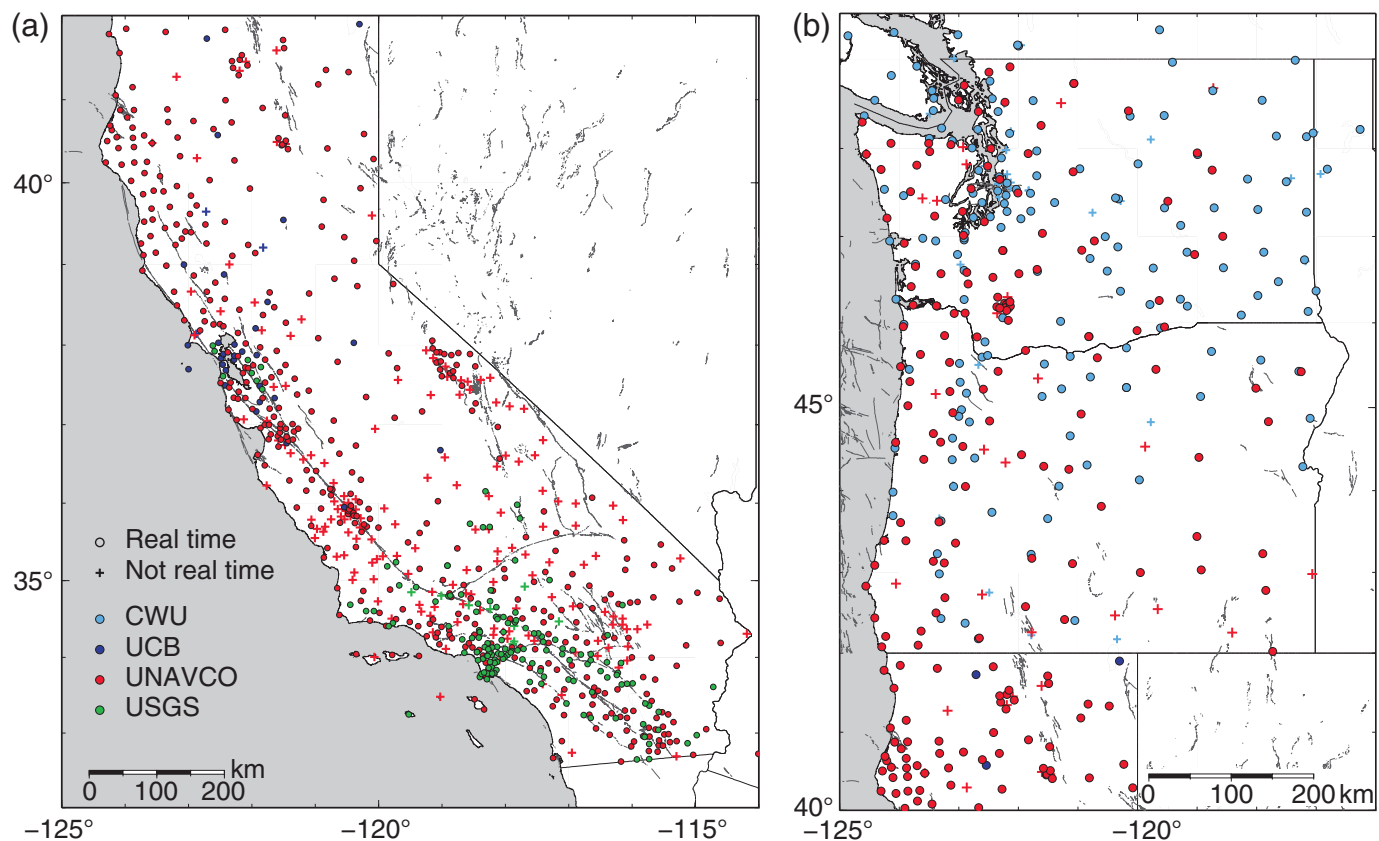 (a)
40°
35°
Real time
Not real time
CWU
UCB
UNAVCO
USGS
km
0 100 200
−125° −120° −115°
(b)
45°
40°
0 100 200 km
−125° −120°